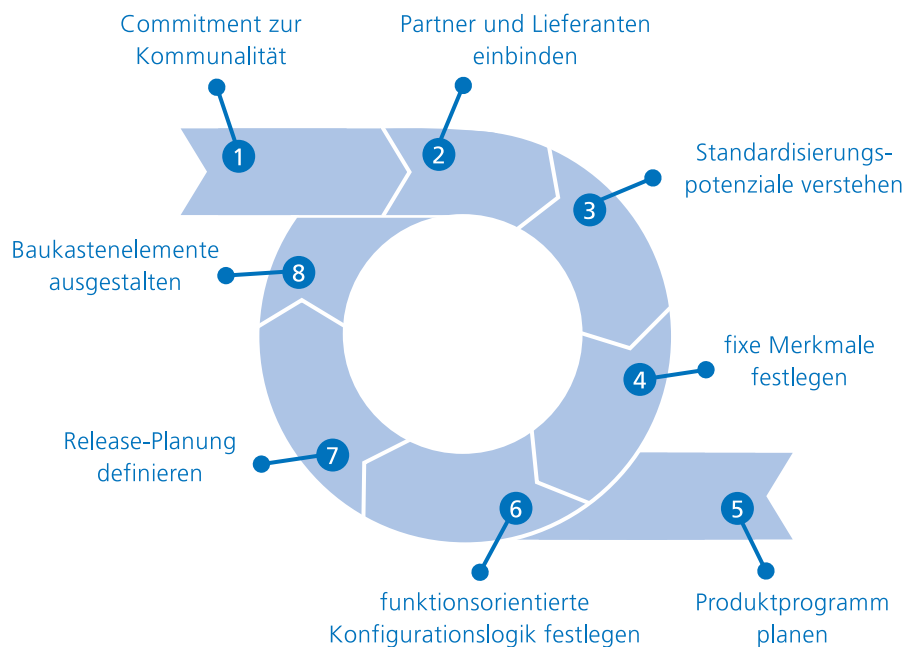 Commitment zur
Kommunalität
1
Partner und Lieferanten
einbinden
2
Standardisierungs-
potenziale verstehen
3
fixe Merkmale
festlegen
4
Produktprogramm
planen
5
funktionsorientierte
Konfigurationslogik festlegen
6
Release-Planung
definieren
7
Baukastenelemente
ausgestalten
8